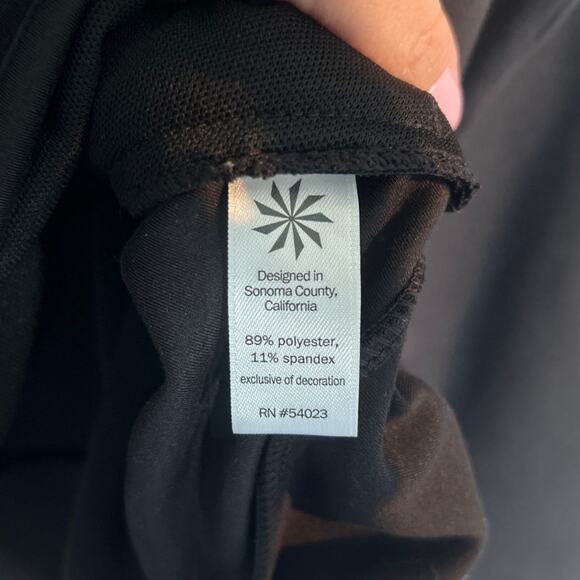 Designed in
Sonoma County,
California
89% polyester,
11% spandex
exclusive of decoration
RN #54023